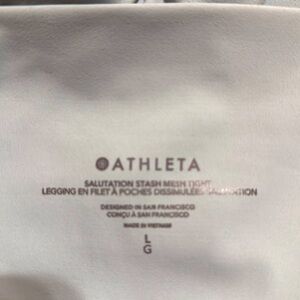 ATHLETA
SALUTATION STASH MESH TIGHT
LEGGING EN FILET À POCHES DISSIMULÉES SALUTATION
DESIGNED IN SAN FRANCISCO
CONÇU À SAN FRANCISCO
MADE IN VIETNAM
L
G